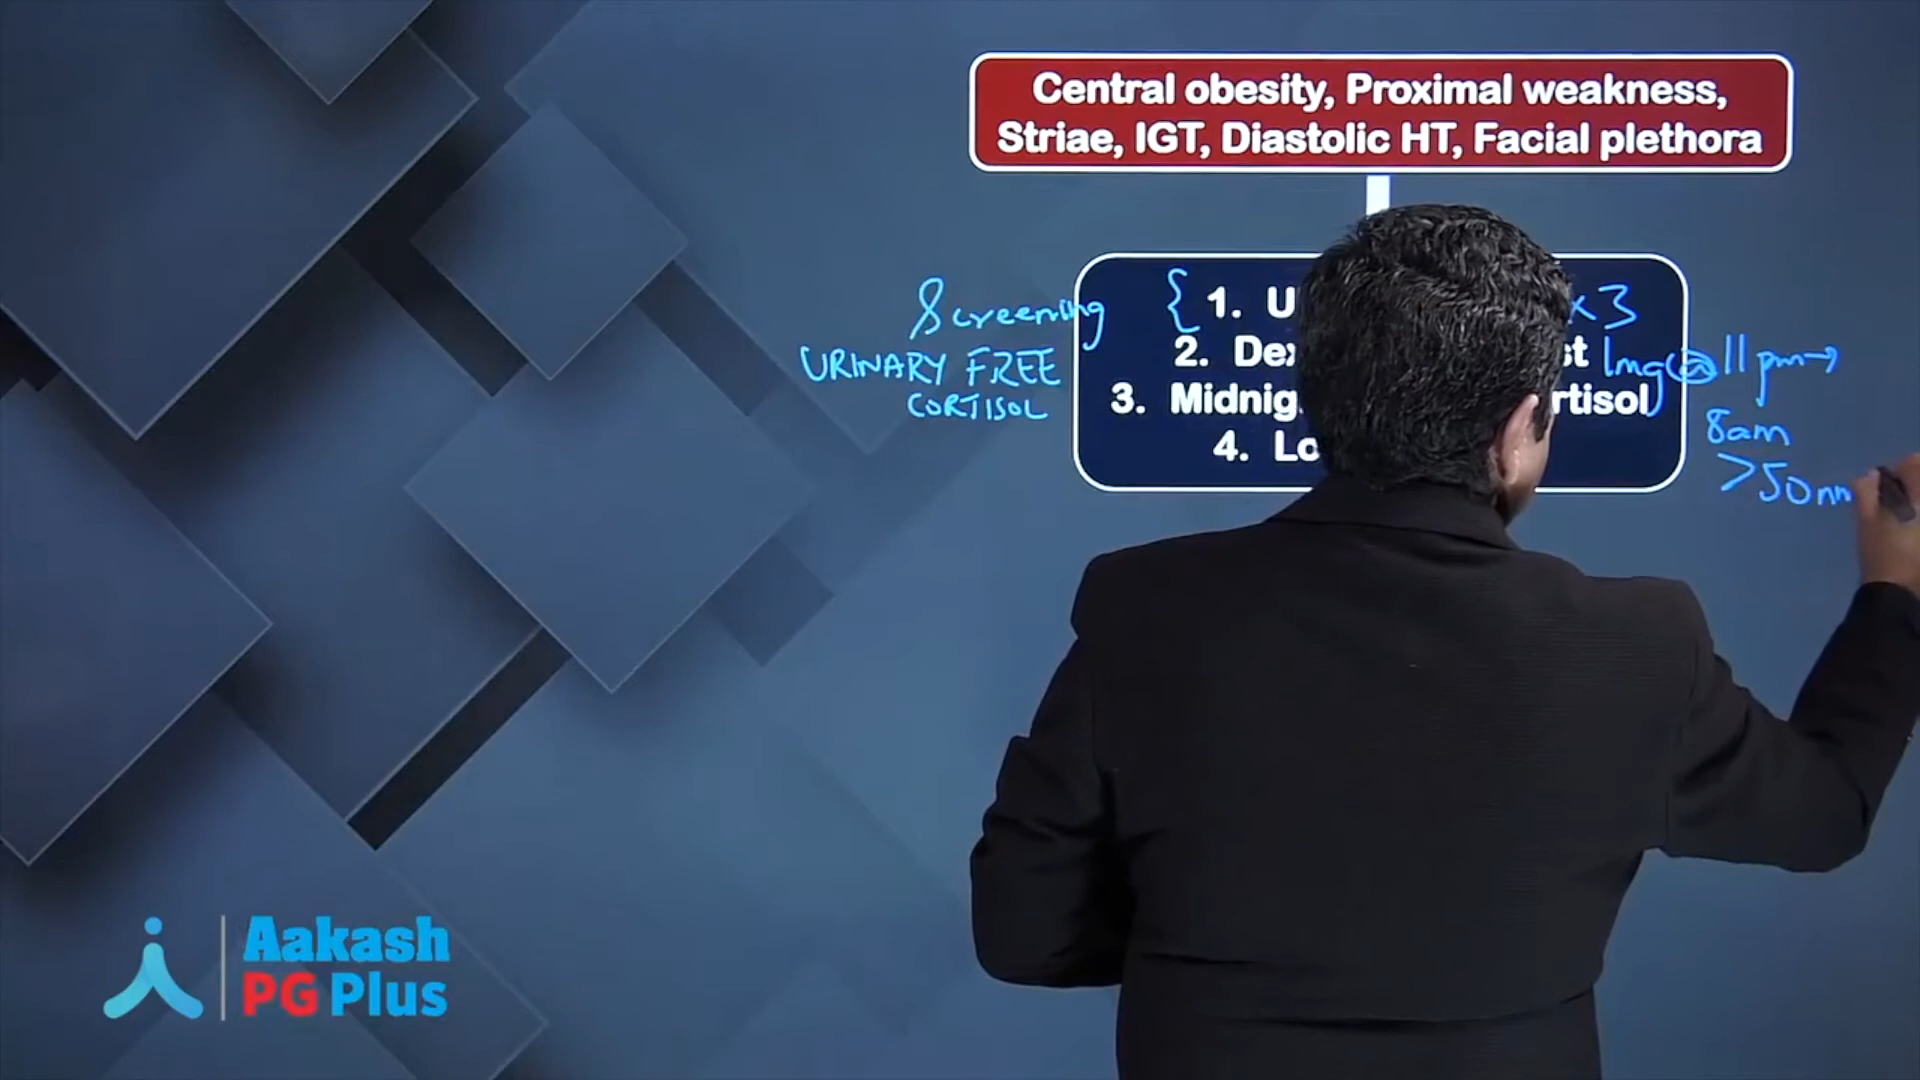 Central obesity, Proximal weakness,
Striae, IGT, Diastolic HT, Facial plethora
Screening
URINARY FREE
CORTISOL
{ 1. U x3
2. Dex st 1mg @ 11pm→
3. Midnig rtisol
4. Lo
8am
>50nm
Aakash
PG Plus